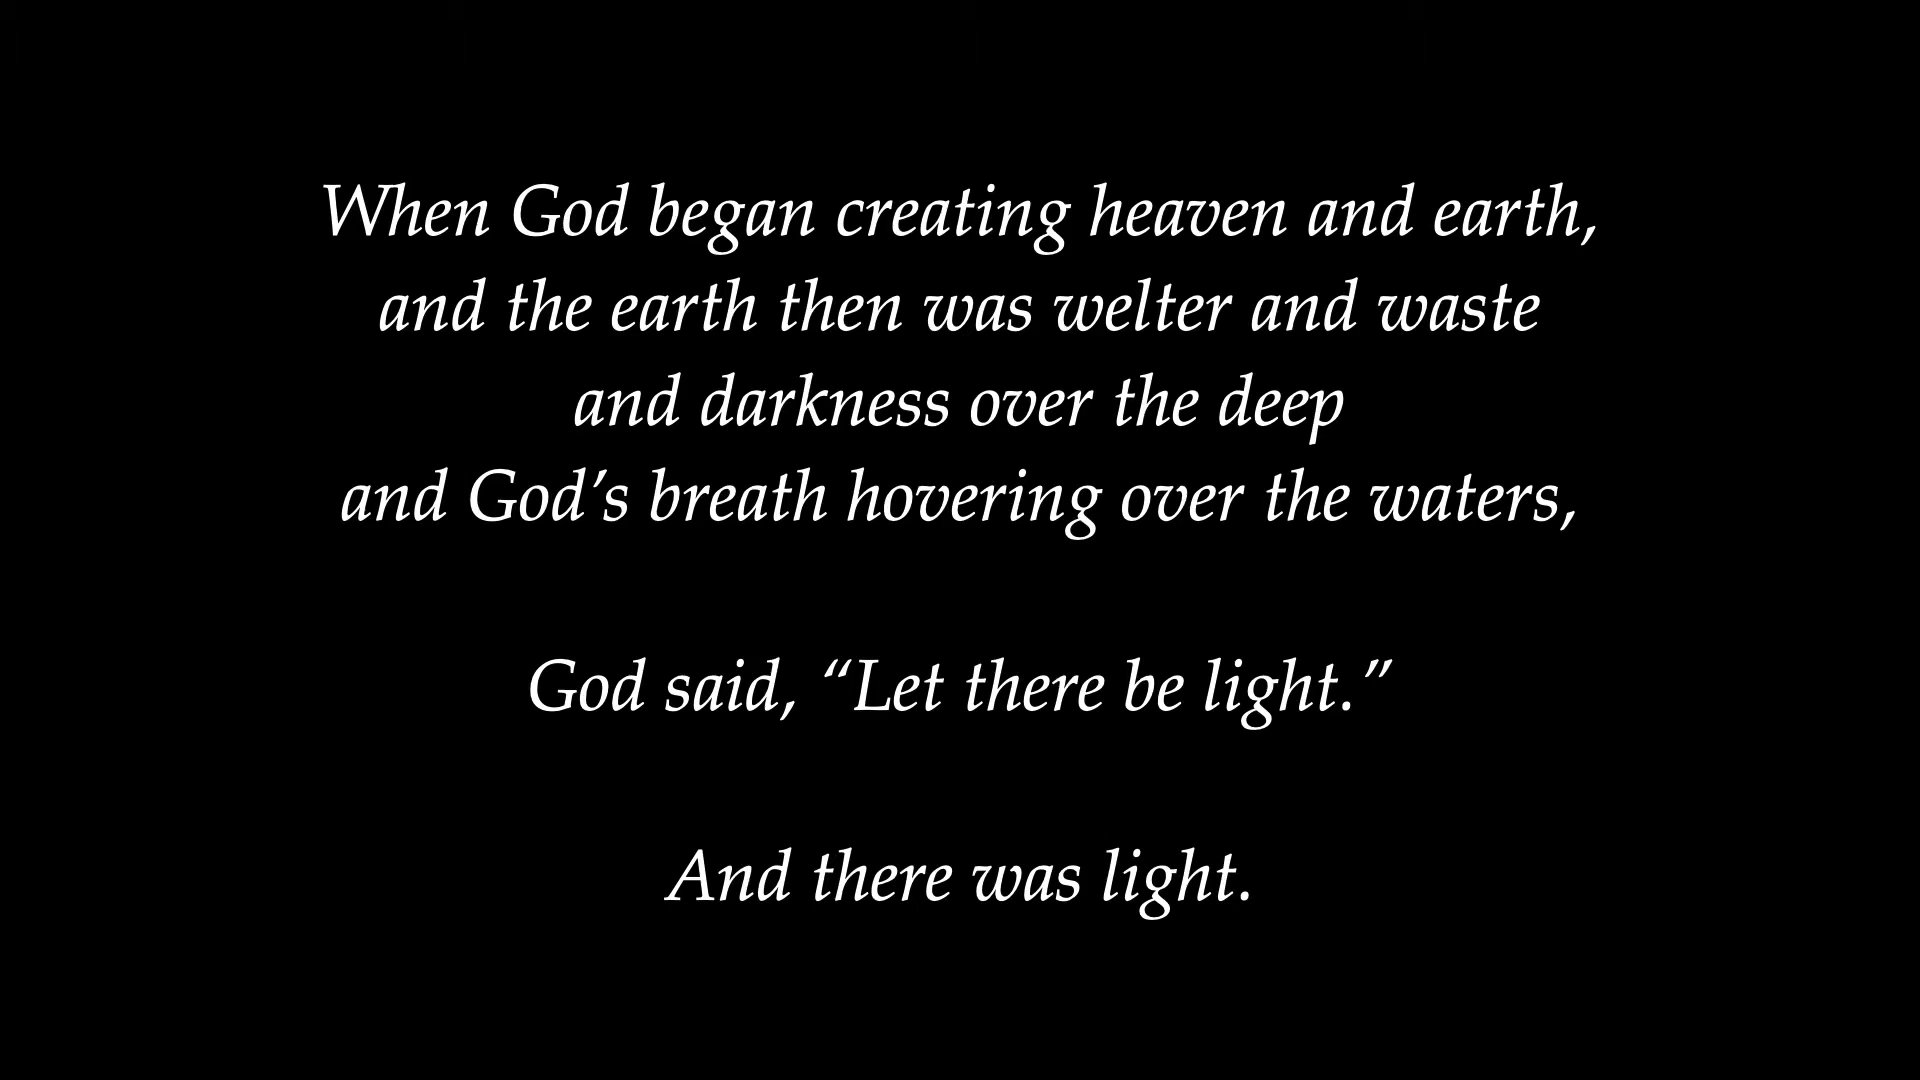 When God began creating heaven and earth,
and the earth then was welter and waste
and darkness over the deep
and God’s breath hovering over the waters,
God said, “Let there be light.”
And there was light.